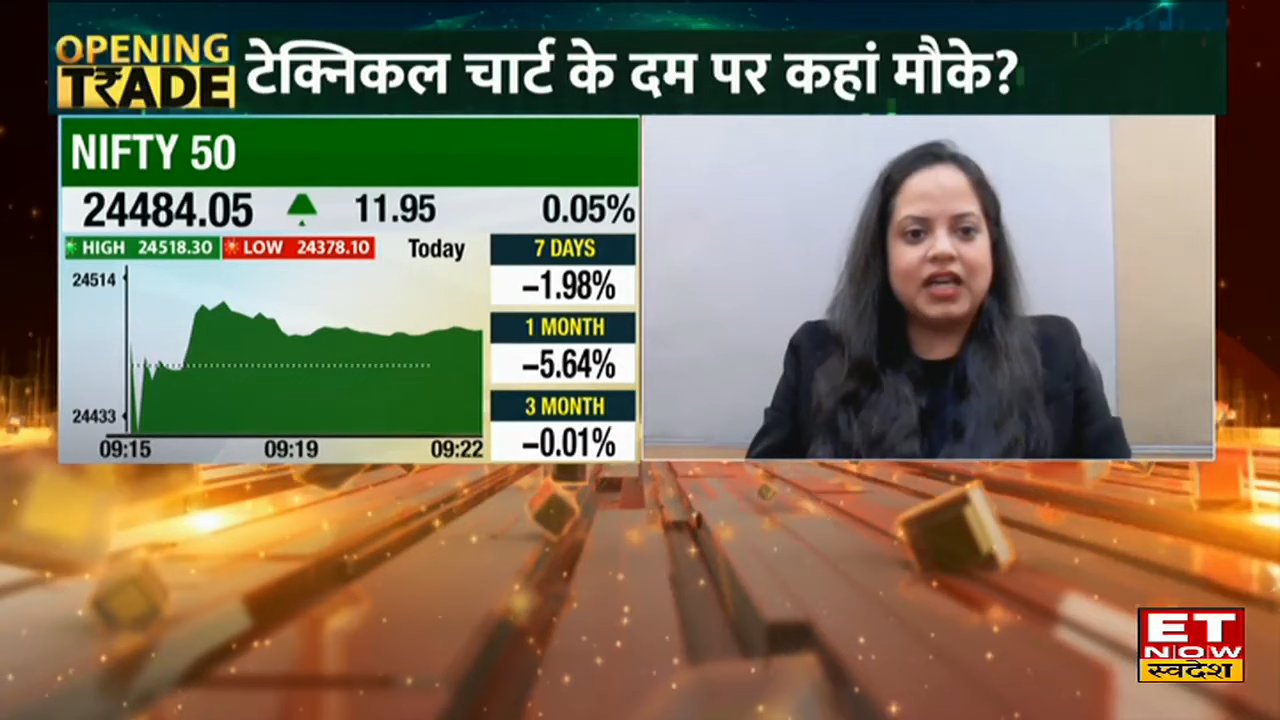 OPENING
TRADE
टेक्निकल चार्ट के दम पर कहां मौके?
NIFTY 50
24484.05 11.95 0.05%
HIGH 24518.30 LOW 24378.10 Today
24514
24433
09:15 09:19 09:22
7 DAYS
–1.98%
1 MONTH
–5.64%
3 MONTH
–0.01%
ET
NOW
स्वदेश